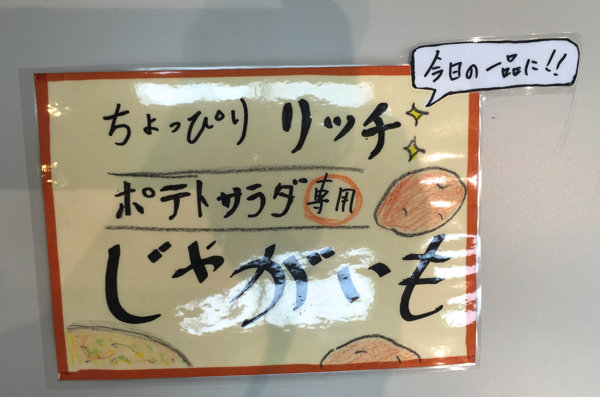 今日の一品に!!
ちょっぴり リッチ
ポテトサラダ専用
じゃがいも